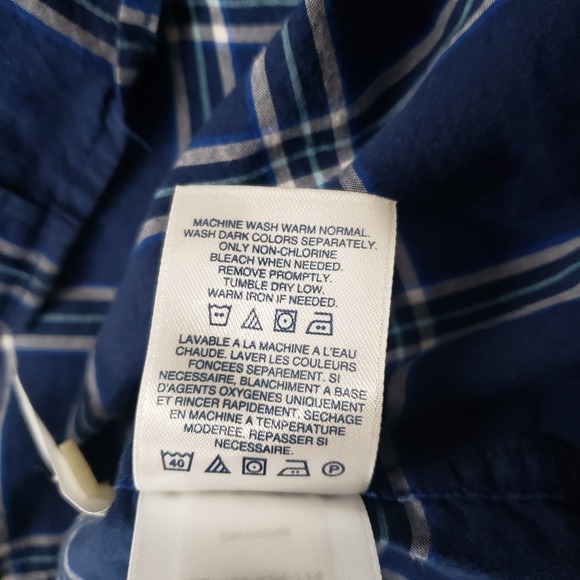 MACHINE WASH WARM NORMAL.
WASH DARK COLORS SEPARATELY.
ONLY NON-CHLORINE
BLEACH WHEN NEEDED.
REMOVE PROMPTLY.
TUMBLE DRY LOW.
WARM IRON IF NEEDED.
LAVABLE A LA MACHINE A L'EAU
CHAUDE. LAVER LES COULEURS
FONCEES SEPAREMENT. SI
NECESSAIRE, BLANCHIMENT A BASE
D'AGENTS OXYGENES UNIQUEMENT
ET RINCER RAPIDEMENT, SECHAGE
EN MACHINE A TEMPERATURE
MODEREE, REPASSER SI
NECESSAIRE.
40 P